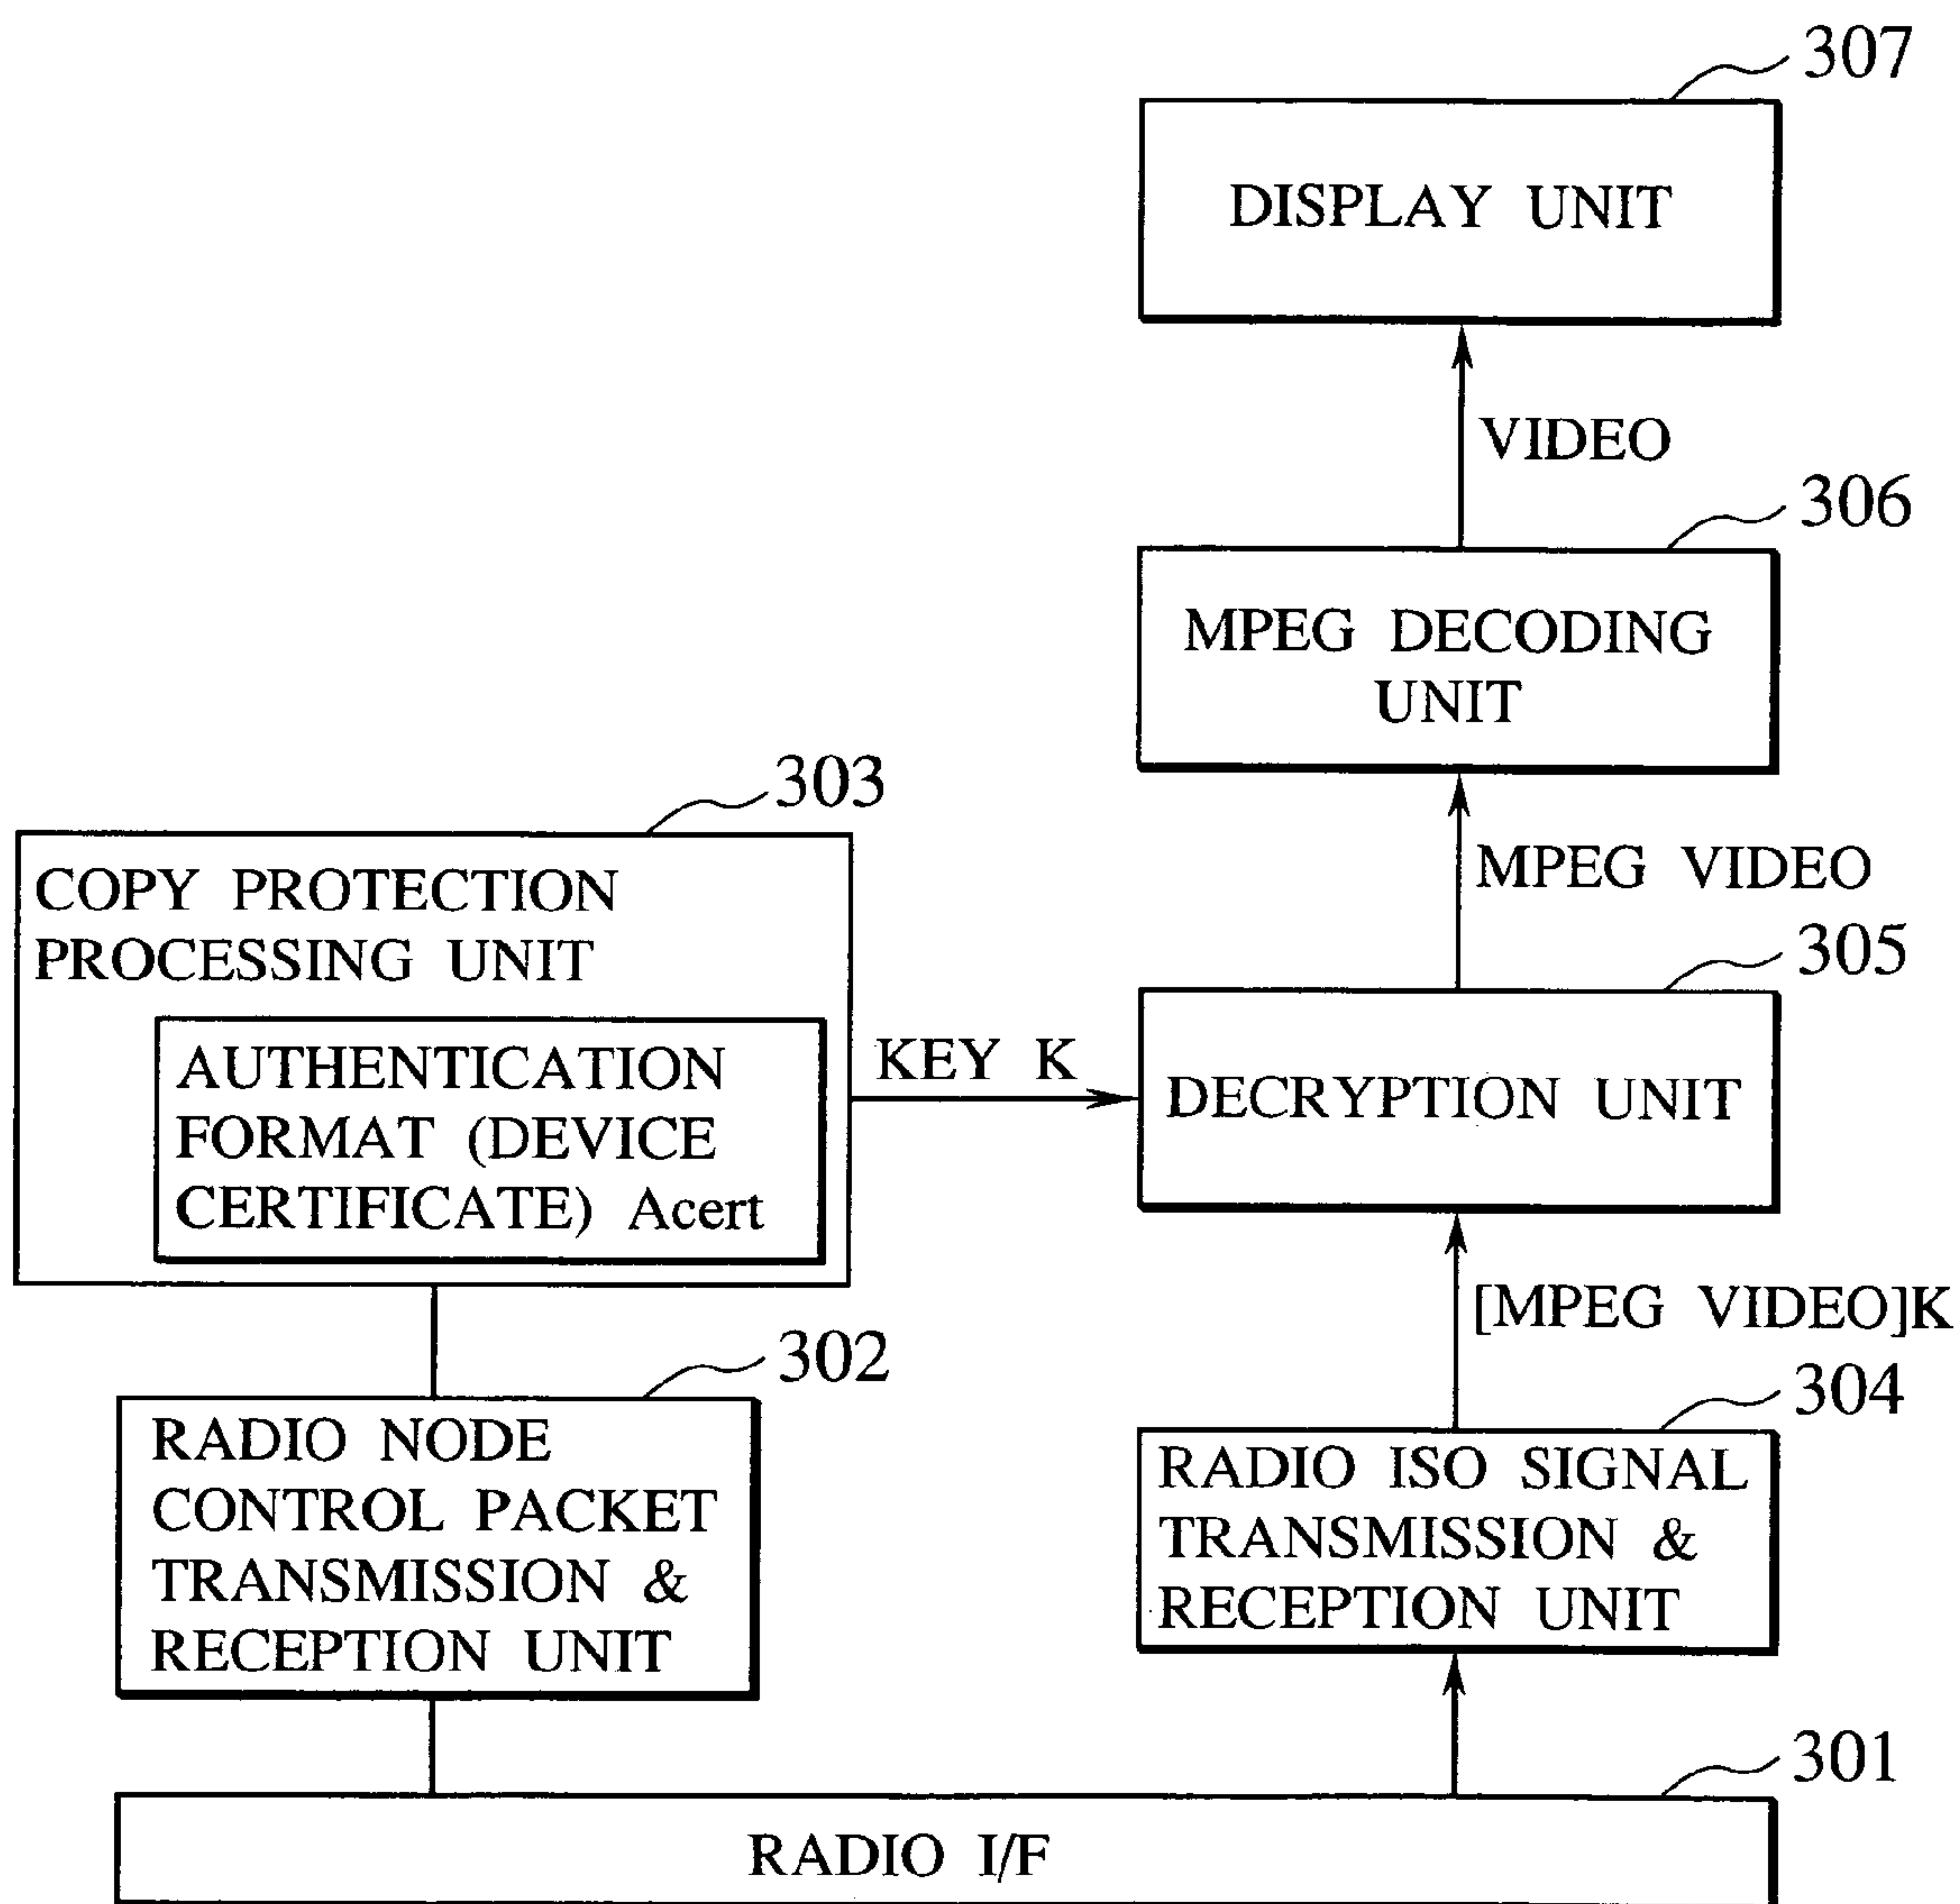 307
DISPLAY UNIT
VIDEO
306
MPEG DECODING
UNIT
MPEG VIDEO
303
COPY PROTECTION
PROCESSING UNIT
AUTHENTICATION
FORMAT (DEVICE
CERTIFICATE) Acert
KEY K
305
DECRYPTION UNIT
[MPEG VIDEO]K
302
RADIO NODE
CONTROL PACKET
TRANSMISSION &
RECEPTION UNIT
304
RADIO ISO SIGNAL
TRANSMISSION &
RECEPTION UNIT
301
RADIO I/F